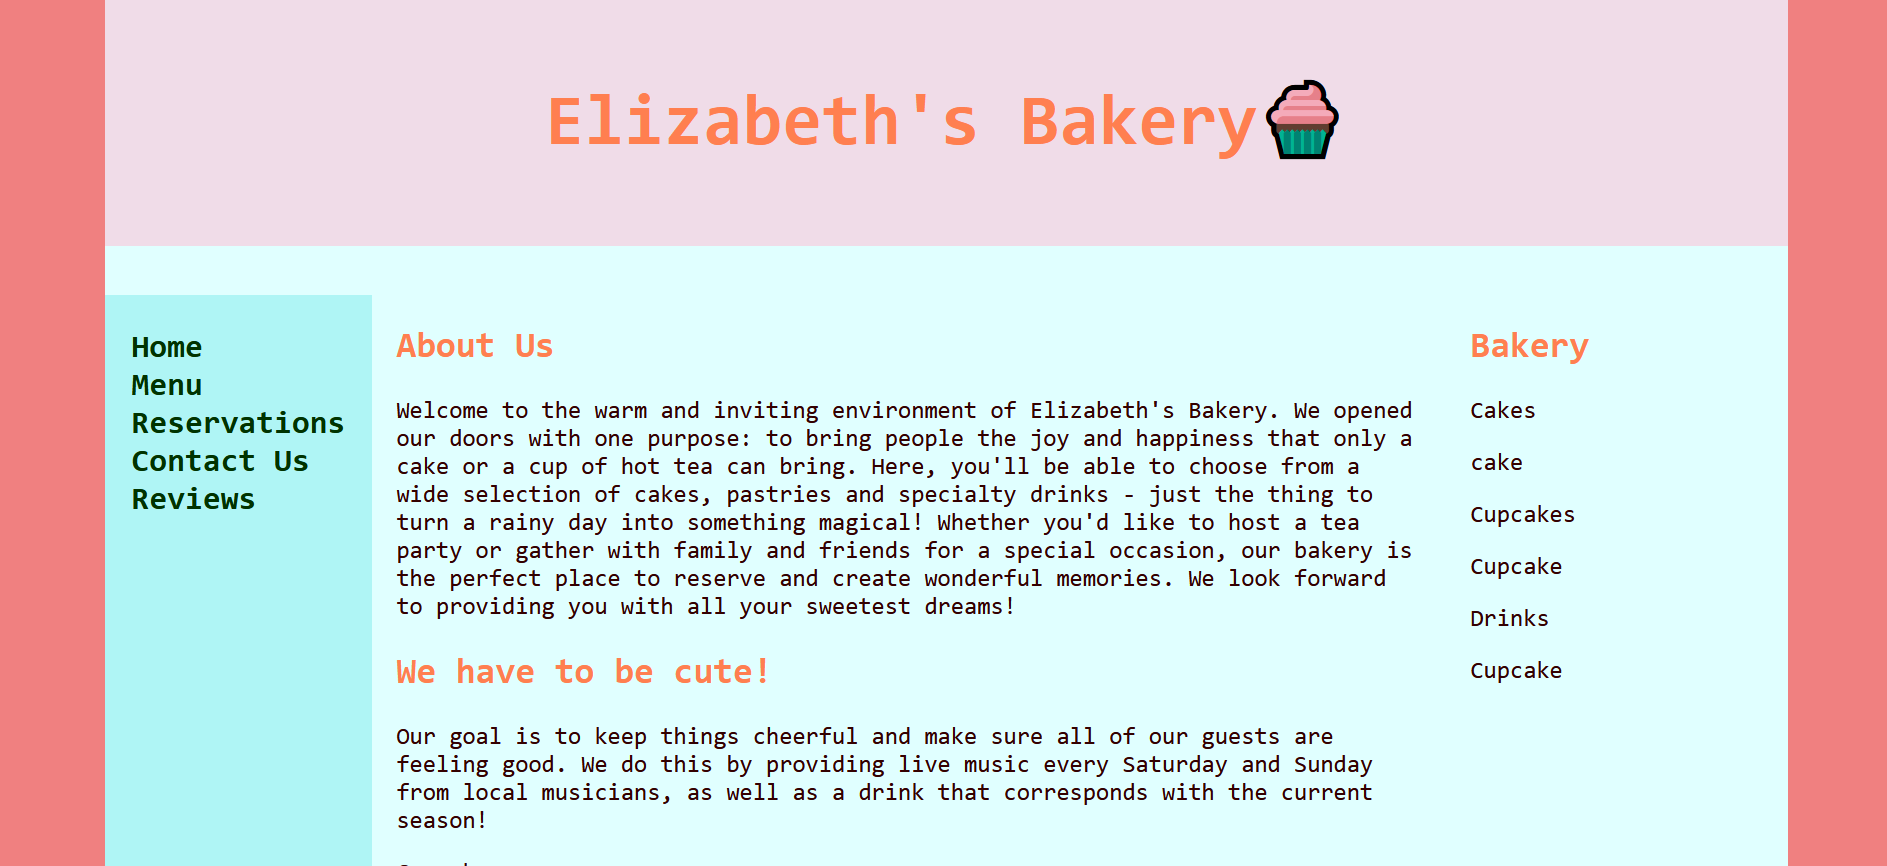 Elizabeth's Bakery
Home
Menu
Reservations
Contact Us
Reviews
About Us
Welcome to the warm and inviting environment of Elizabeth's Bakery. We opened
our doors with one purpose: to bring people the joy and happiness that only a
cake or a cup of hot tea can bring. Here, you'll be able to choose from a
wide selection of cakes, pastries and specialty drinks - just the thing to
turn a rainy day into something magical! Whether you'd like to host a tea
party or gather with family and friends for a special occasion, our bakery is
the perfect place to reserve and create wonderful memories. We look forward
to providing you with all your sweetest dreams!
We have to be cute!
Our goal is to keep things cheerful and make sure all of our guests are
feeling good. We do this by providing live music every Saturday and Sunday
from local musicians, as well as a drink that corresponds with the current
season!
Bakery
Cakes
cake
Cupcakes
Cupcake
Drinks
Cupcake